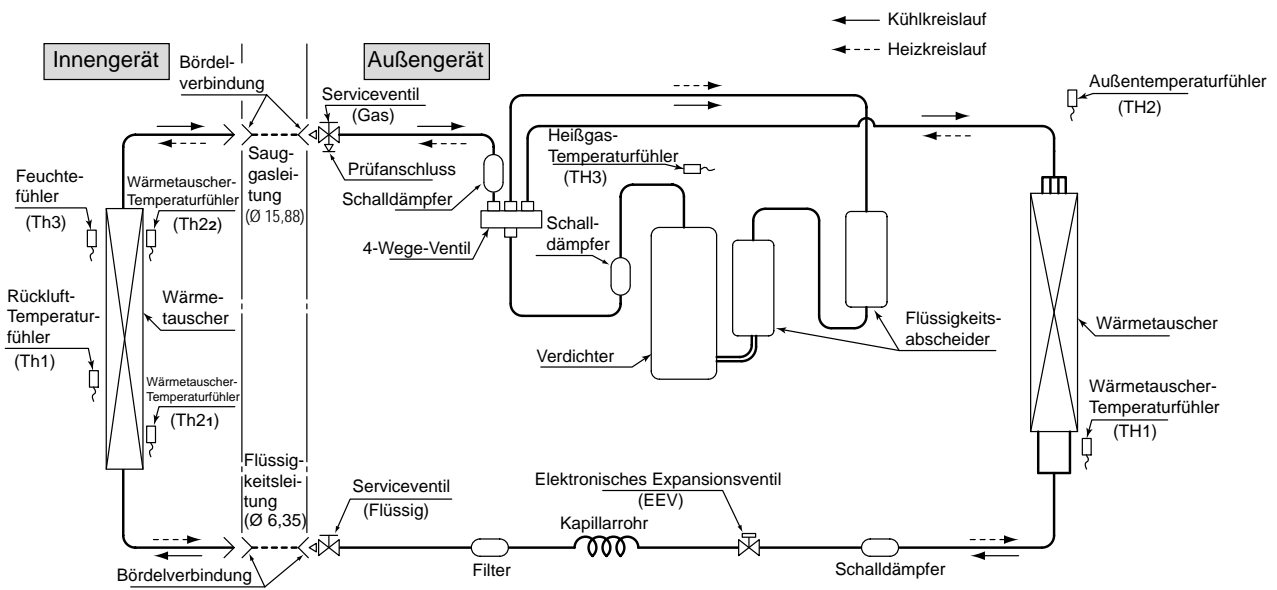 Kühlkreislauf
Heizkreislauf
Innengerät
Außengerät
Bördel-
verbindung
Serviceventil
(Gas)
Außentemperaturfühler
(TH2)
Heißgas-
Temperaturfühler
(TH3)
Prüfanschluss
Schalldämpfer
Saug-
gasleitung
tung
(Ø 15,88)
Feuchte-
fühler
(Th3)
Wärmetauscher-
Temperaturfühler
(Th22)
4-Wege-Ventil
Schall-
dämpfer
Rückluft-
Temperatur-
fühler
(Th1)
Wärme-
tauscher
Flüssigkeits-
abscheider
Wärmetauscher
Verdichter
Wärmetauscher-
Temperaturfühler
(Th21)
Wärmetauscher-
Temperaturfühler
(TH1)
Flüssig-
keitslei-
tung
(Ø 6,35)
Serviceventil
(Flüssig)
Elektronisches Expansionsventil
(EEV)
Kapillarrohr
Bördelverbindung
Filter
Schalldämpfer